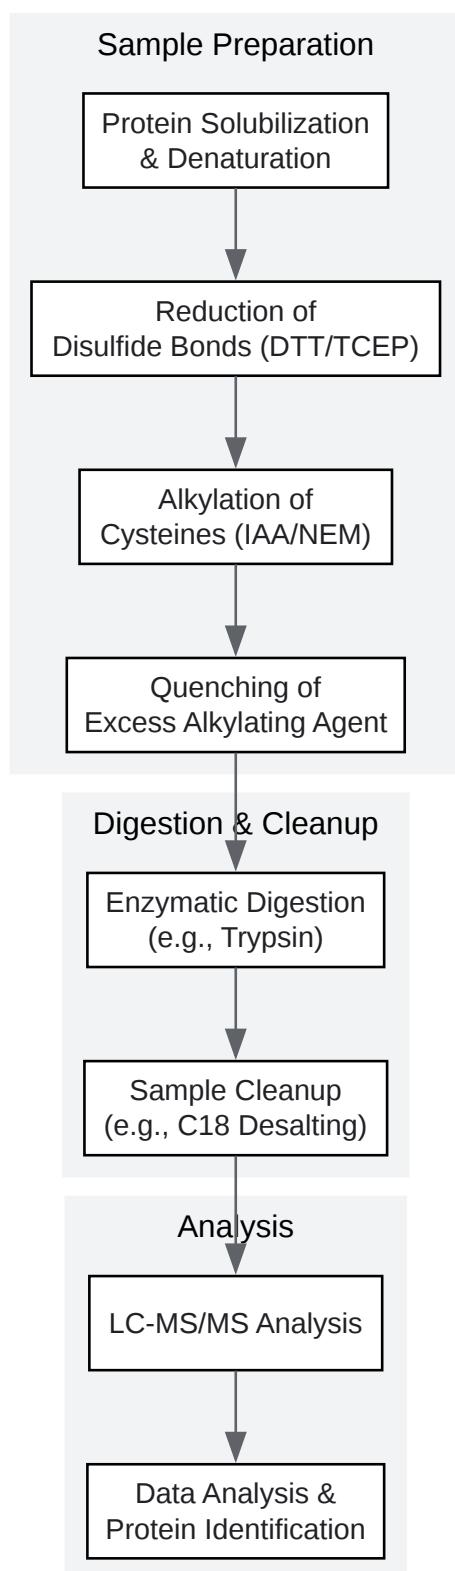 Sample Preparation
Protein Solubilization
& Denaturation
Reduction of
Disulfide Bonds (DTT/TCEP)
Alkylation of
Cysteines (IAA/NEM)
Quenching of
Excess Alkylating Agent
Digestion & Cleanup
Enzymatic Digestion
(e.g., Trypsin)
Sample Cleanup
(e.g., C18 Desalting)
Analysis
LC-MS/MS Analysis
Data Analysis &
Protein Identification